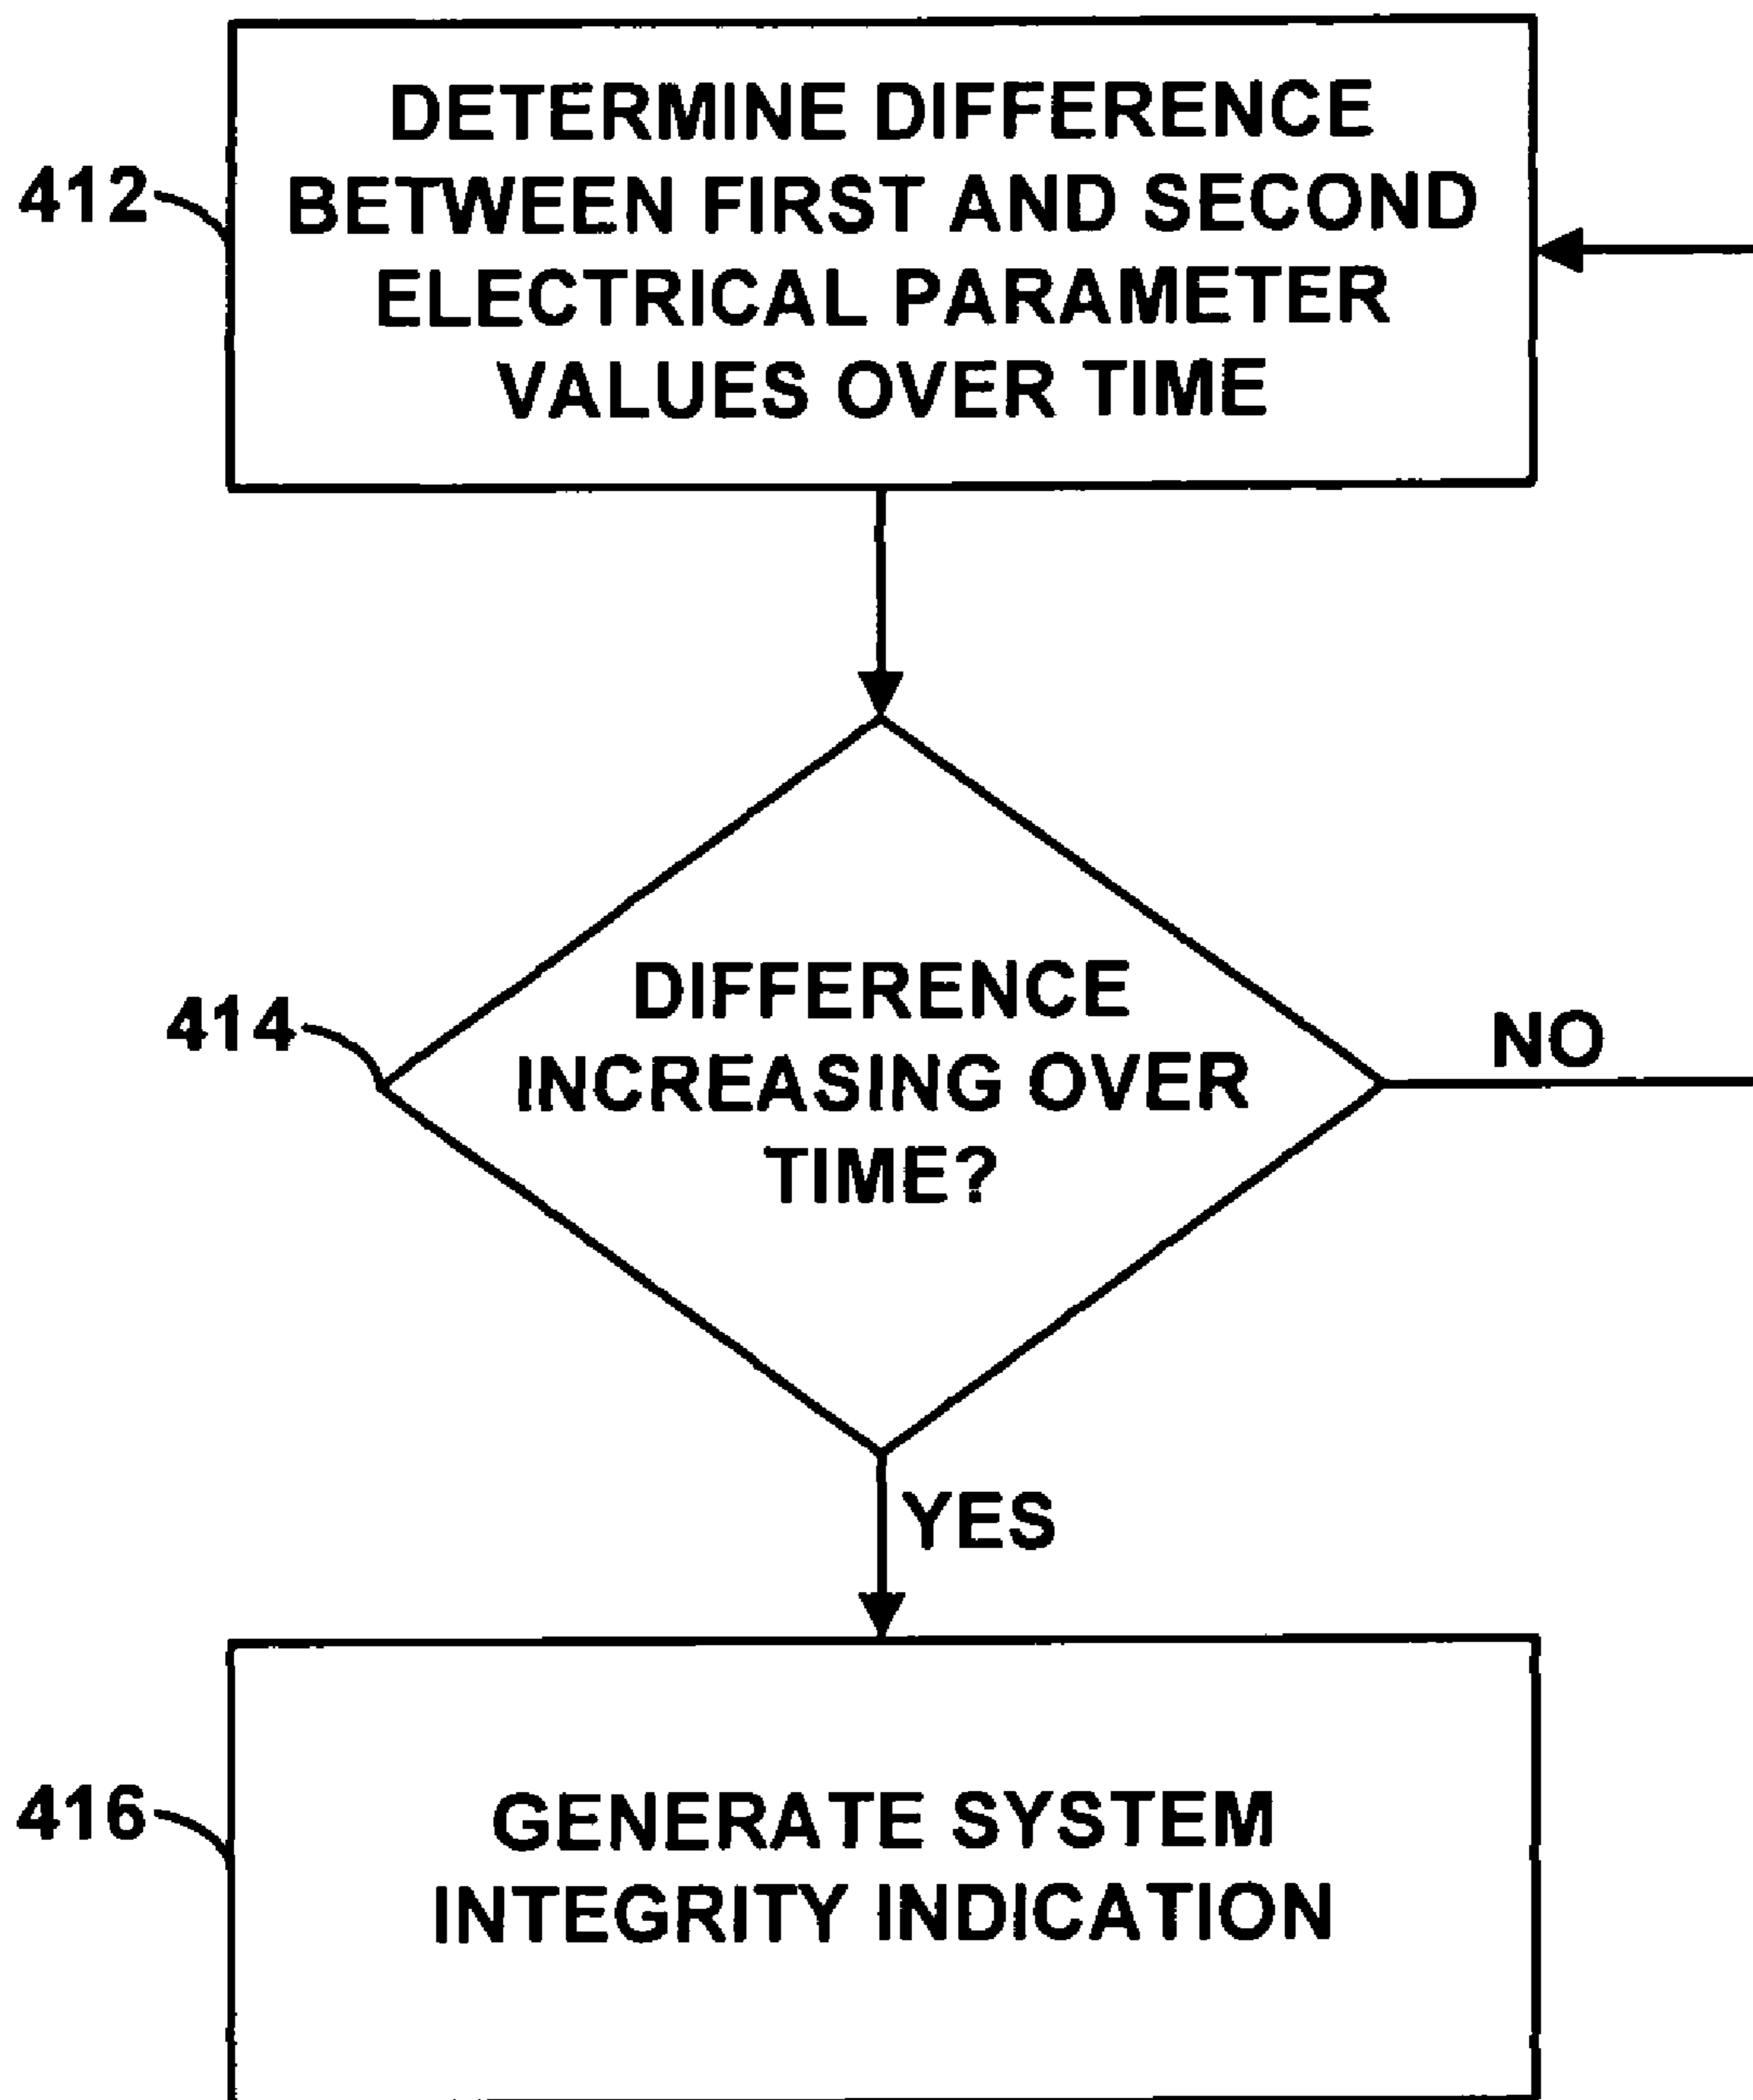 DETERMINE DIFFERENCE
412
BETWEEN FIRST AND SECOND
ELECTRICAL PARAMETER
VALUES OVER TIME
DIFFERENCE
414
INCREASING OVER
NO
TIME?
YES
416
GENERATE SYSTEM
INTEGRITY INDICATION